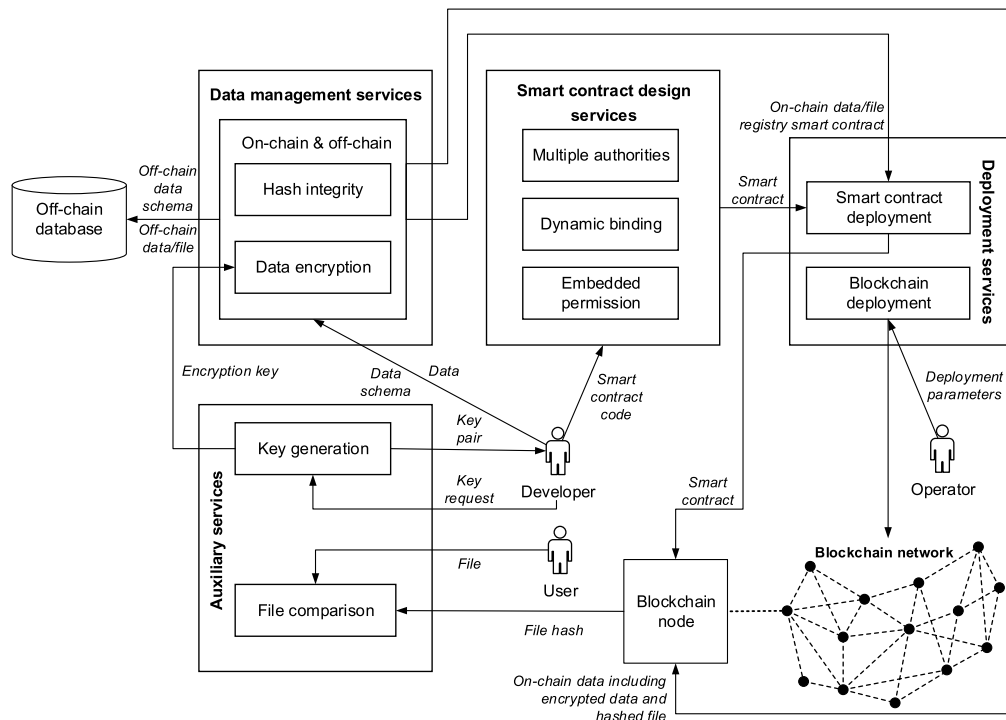 Data management services
On-chain & off-chain
Hash integrity
Data encryption
Off-chain
data
schema
Off-chain
data/file
Off-chain
database
Smart contract design
services
Multiple authorities
Dynamic binding
Embedded
permission
On-chain data/file
registry smart contract
Smart
contract
Smart contract
deployment
Blockchain
deployment
Deployment services
Encryption key
Data
schema
Data
Smart
contract
code
Deployment
parameters
Key generation
Key
pair
Key
request
Developer
Operator
Auxiliary services
File comparison
File
User
Smart
contract
Blockchain
node
File hash
Blockchain network
On-chain data including
encrypted data and
hashed file